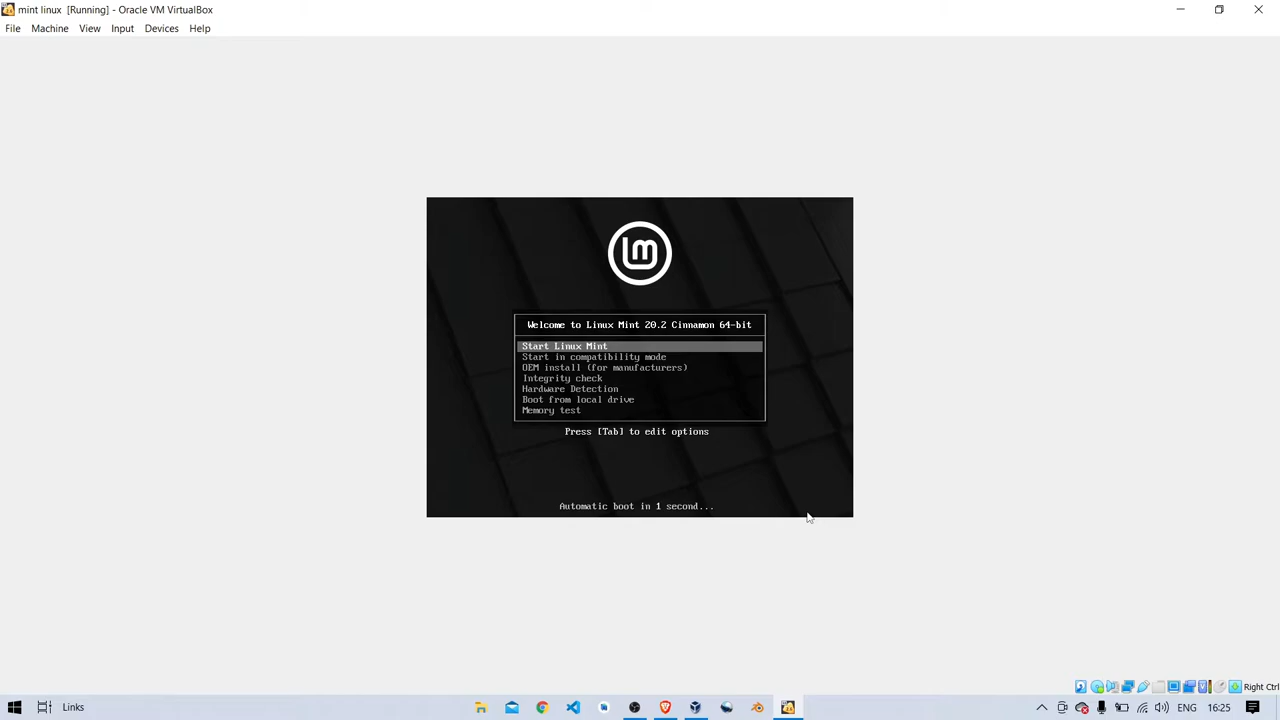 mint linux [Running] - Oracle VM VirtualBox
File Machine View Input Devices Help
lm
Welcome to Linux Mint 20.2 Cinnamon 64-bit
Start Linux Mint
Start in compatibility mode
OEM install (for manufacturers)
Integrity check
Hardware Detection
Boot from local drive
Memory test
Press [Tab] to edit options
Automatic boot in 1 second...
Right Ctrl
Links
ENG 16:25